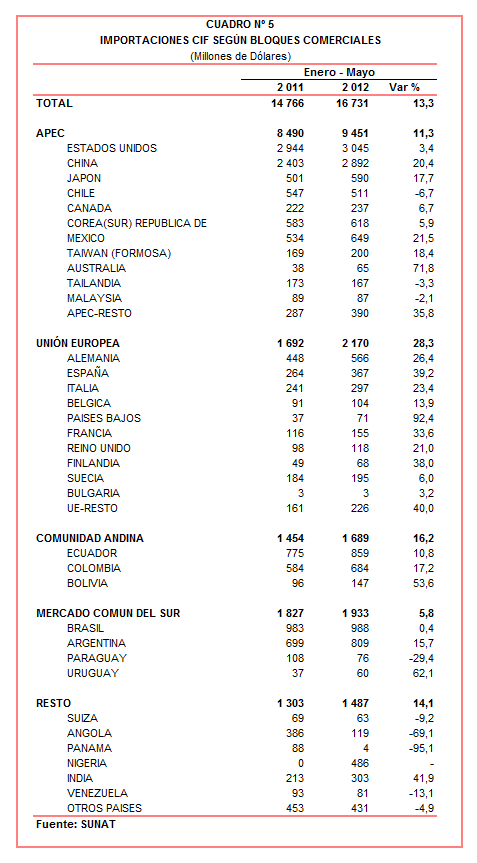 CUADRO Nº 5
IMPORTACIONES CIF SEGÚN BLOQUES COMERCIALES
(Millones de Dólares)
Enero - Mayo
2 011 2 012 Var %
TOTAL 14 766 16 731 13,3
APEC 8 490 9 451 11,3
ESTADOS UNIDOS 2 944 3 045 3,4
CHINA 2 403 2 892 20,4
JAPON 501 590 17,7
CHILE 547 511 -6,7
CANADA 222 237 6,7
COREA(SUR) REPUBLICA DE 583 618 5,9
MEXICO 534 649 21,5
TAIWAN (FORMOSA) 169 200 18,4
AUSTRALIA 38 65 71,8
TAILANDIA 173 167 -3,3
MALAYSIA 89 87 -2,1
APEC-RESTO 287 390 35,8
UNIÓN EUROPEA 1 692 2 170 28,3
ALEMANIA 448 566 26,4
ESPAÑA 264 367 39,2
ITALIA 241 297 23,4
BELGICA 91 104 13,9
PAISES BAJOS 37 71 92,4
FRANCIA 116 155 33,6
REINO UNIDO 98 118 21,0
FINLANDIA 49 68 38,0
SUECIA 184 195 6,0
BULGARIA 3 3 3,2
UE-RESTO 161 226 40,0
COMUNIDAD ANDINA 1 454 1 689 16,2
ECUADOR 775 859 10,8
COLOMBIA 584 684 17,2
BOLIVIA 96 147 53,6
MERCADO COMUN DEL SUR 1 827 1 933 5,8
BRASIL 983 988 0,4
ARGENTINA 699 809 15,7
PARAGUAY 108 76 -29,4
URUGUAY 37 60 62,1
RESTO 1 303 1 487 14,1
SUIZA 69 63 -9,2
ANGOLA 386 119 -69,1
PANAMA 88 4 -95,1
NIGERIA 0 486 -
INDIA 213 303 41,9
VENEZUELA 93 81 -13,1
OTROS PAISES 453 431 -4,9
Fuente: SUNAT